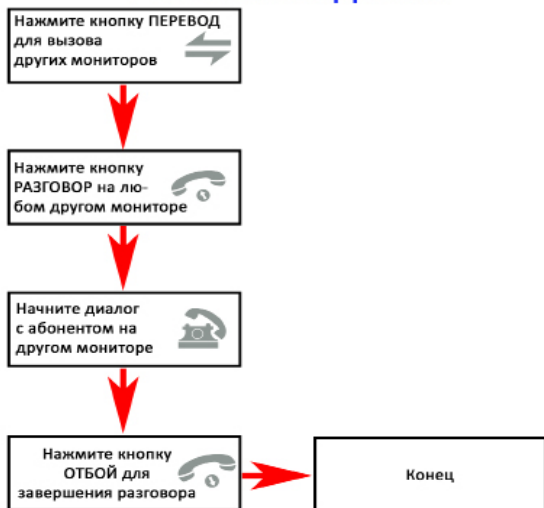 Нажмите кнопку ПЕРЕВОД
для вызова
других мониторов
Нажмите кнопку
РАЗГОВОР на лю-
бом другом мониторе
Начните диалог
с абонентом на
другом мониторе
Нажмите кнопку
ОТБОЙ для
завершения разговора
Конец